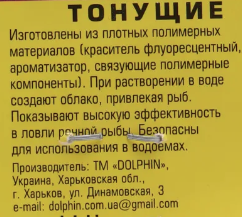 ТОНУЩИЕ
Изготовлены из плотных полимерных
материалов (краситель флуоресцентный,
ароматизатор, связующие полимерные
компоненты). При растворении в воде
создают облако, привлекая рыб.
Показывают высокую эффективность
в ловли речной рыбы. Безопасны
для использования в водоемах.
Производитель: ТМ «DOLPHIN»,
Украина, Харьковская обл.,
г. Харьков, ул. Динамовская, 3
e-mail: dolphin.com.ua@gmail.com